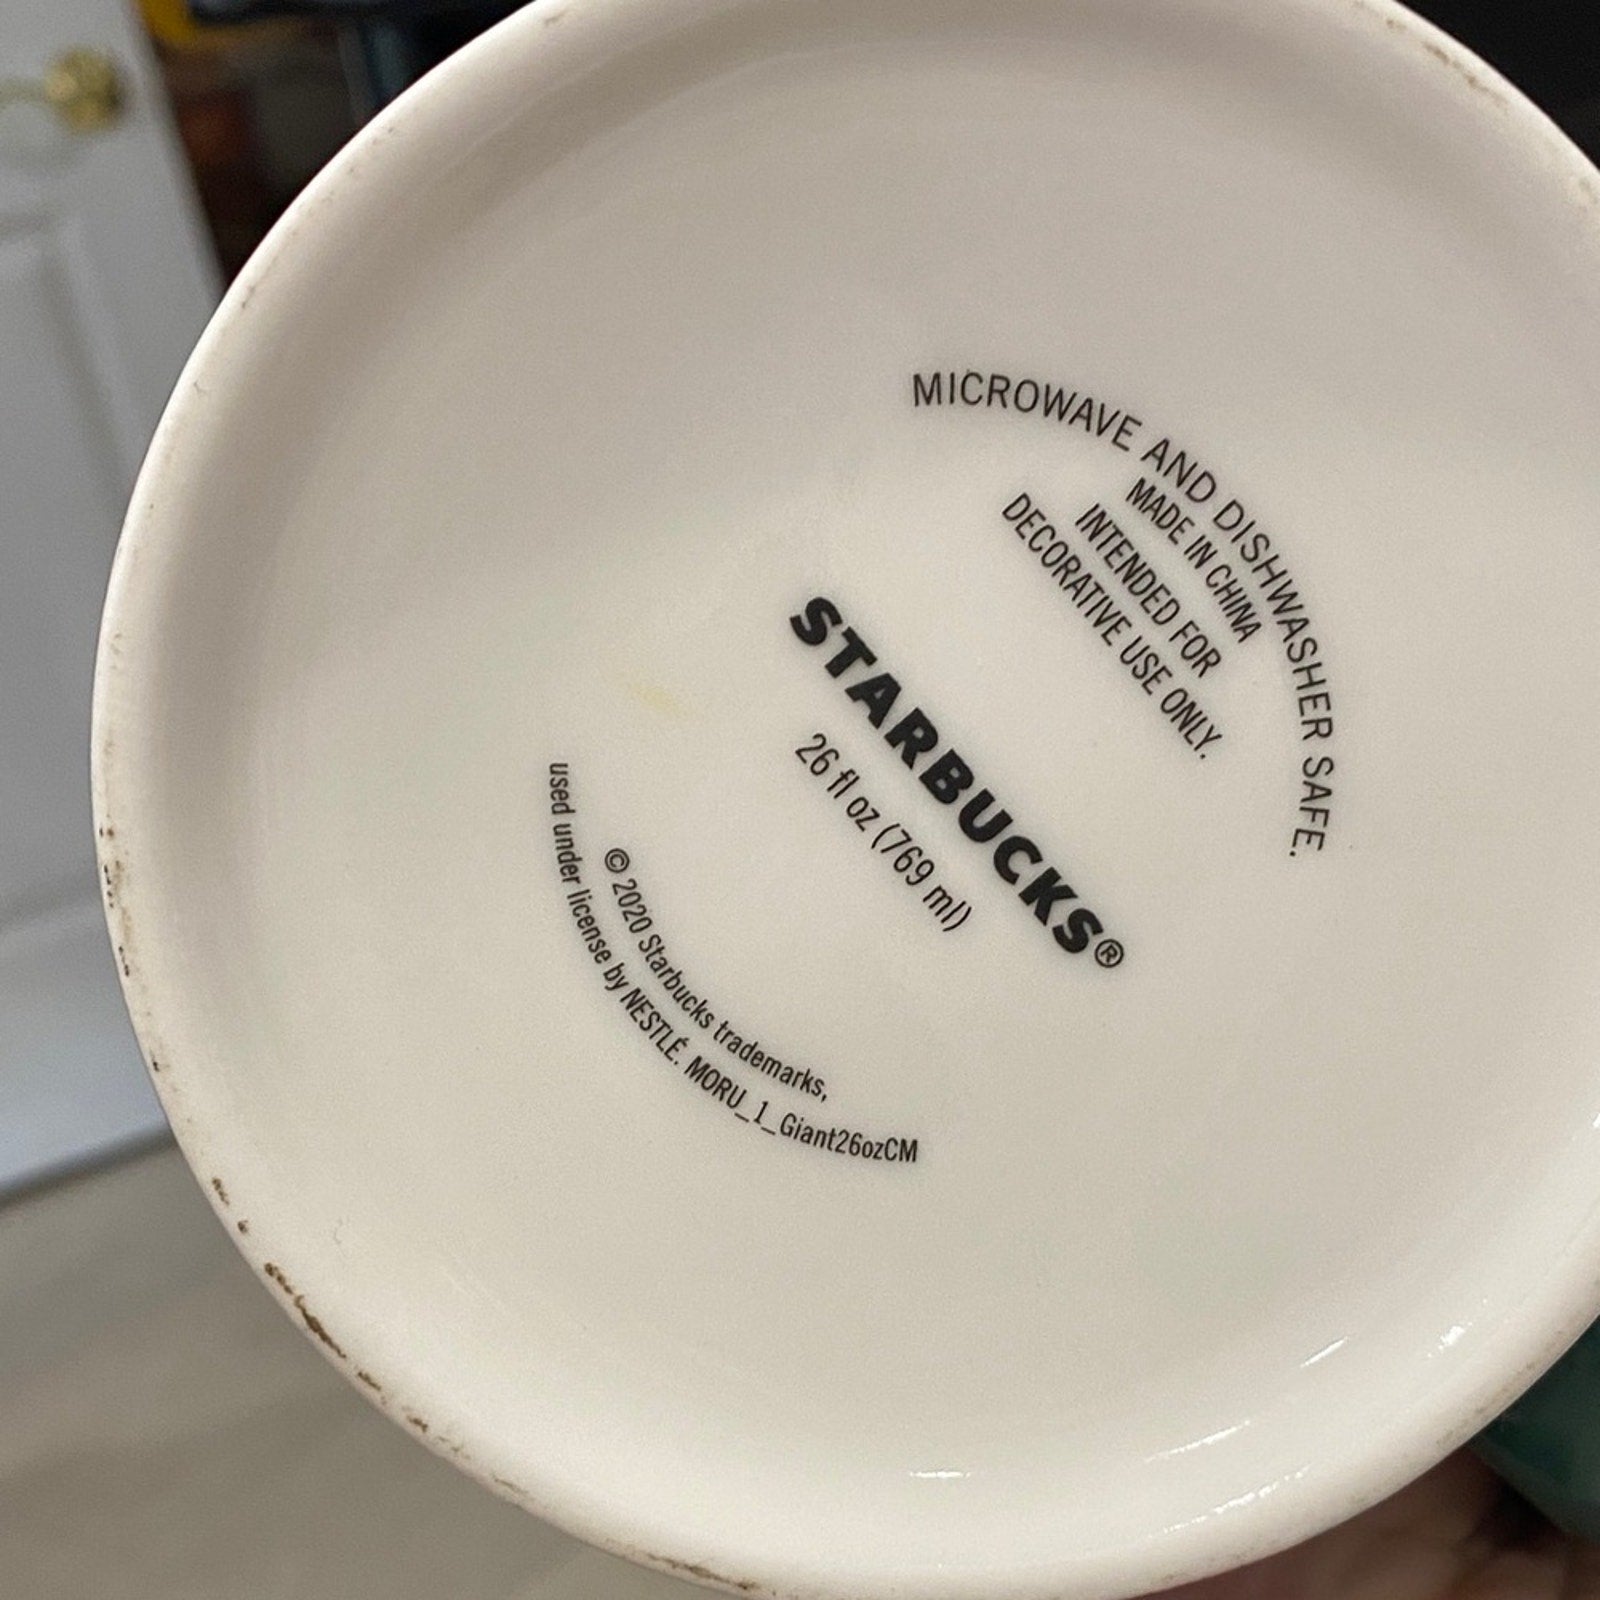 MICROWAVE AND DISHWASHER SAFE.
MADE IN CHINA
INTENDED FOR
DECORATIVE USE ONLY.
STARBUCKS®
26 fl oz (769 ml)
© 2020 Starbucks trademarks,
used under license by NESTLÉ. MORU_1_Giant26ozCM